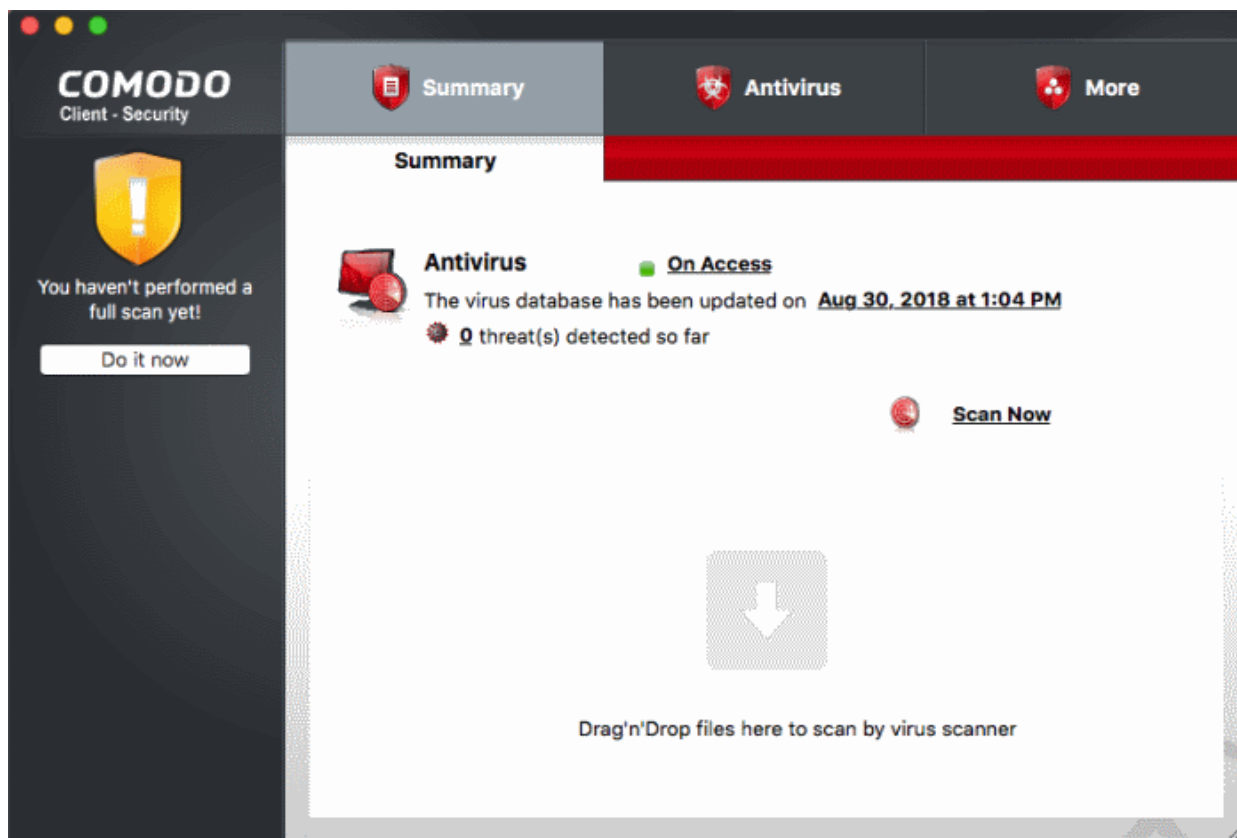 COMODO
Client - Security
Summary
Antivirus
More
Summary
You haven't performed a
full scan yet!
Do it now
Antivirus
On Access
The virus database has been updated on Aug 30, 2018 at 1:04 PM
0 threat(s) detected so far
Scan Now
Drag'n'Drop files here to scan by virus scanner